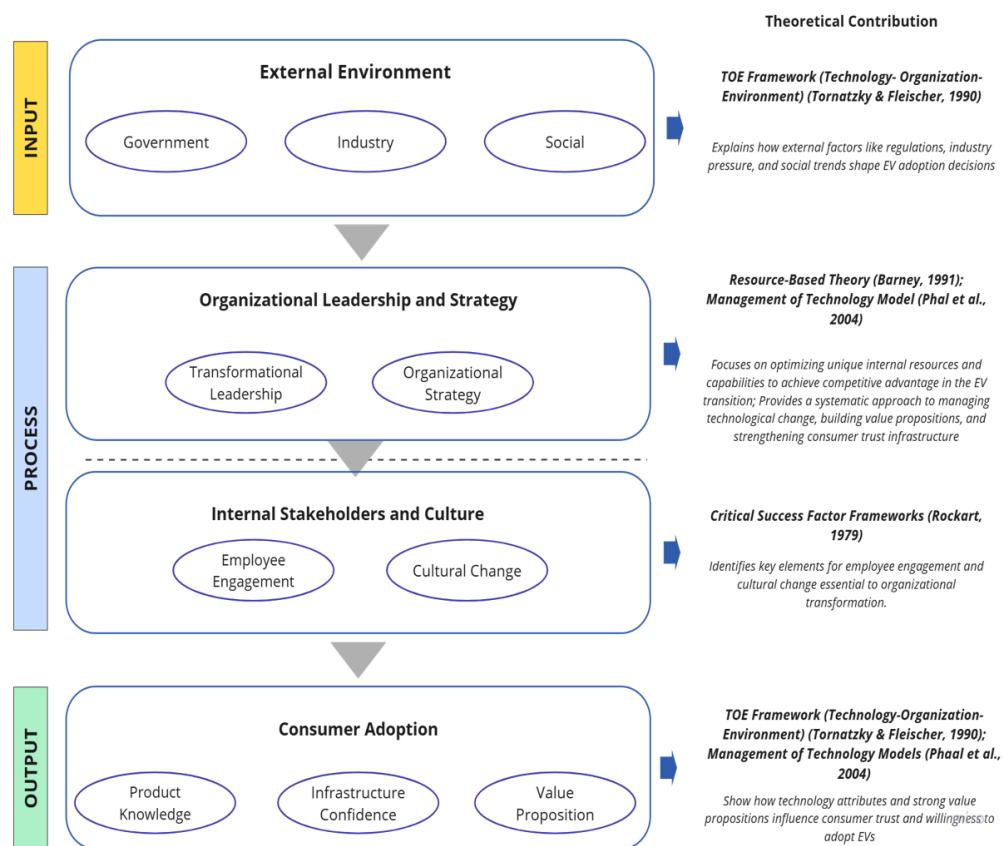 Theoretical Contribution
INPUT
External Environment
Government
Industry
Social
TOE Framework (Technology- Organization-
Environment) (Tornatzky & Fleischer, 1990)
Explains how external factors like regulations, industry
pressure, and social trends shape EV adoption decisions
PROCESS
Organizational Leadership and Strategy
Transformational
Leadership
Organizational
Strategy
Resource-Based Theory (Barney, 1991);
Management of Technology Model (Phal et al.,
2004)
Focuses on optimizing unique internal resources and
capabilities to achieve competitive advantage in the EV
transition; Provides a systematic approach to managing
technological change, building value propositions, and
strengthening consumer trust infrastructure
Internal Stakeholders and Culture
Employee
Engagement
Cultural Change
Critical Success Factor Frameworks (Rockart,
1979)
Identifies key elements for employee engagement and
cultural change essential to organizational
transformation.
OUTPUT
Consumer Adoption
Product
Knowledge
Infrastructure
Confidence
Value
Proposition
TOE Framework (Technology-Organization-
Environment) (Tornatzky & Fleischer, 1990);
Management of Technology Models (Phaal et al.,
2004)
Show how technology attributes and strong value
propositions influence consumer trust and willingness to
adopt EVs